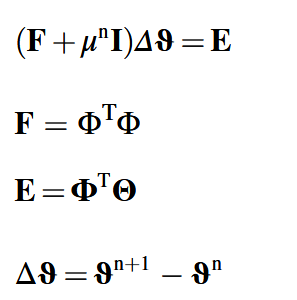 (𝐅 + μⁿ𝐈)𝛥𝛝 = 𝐄
𝐅 = ΦᵀΦ
𝐄 = 𝚽ᵀ𝚯
Δ𝛝 = 𝛝ⁿ⁺¹ − 𝛝ⁿ